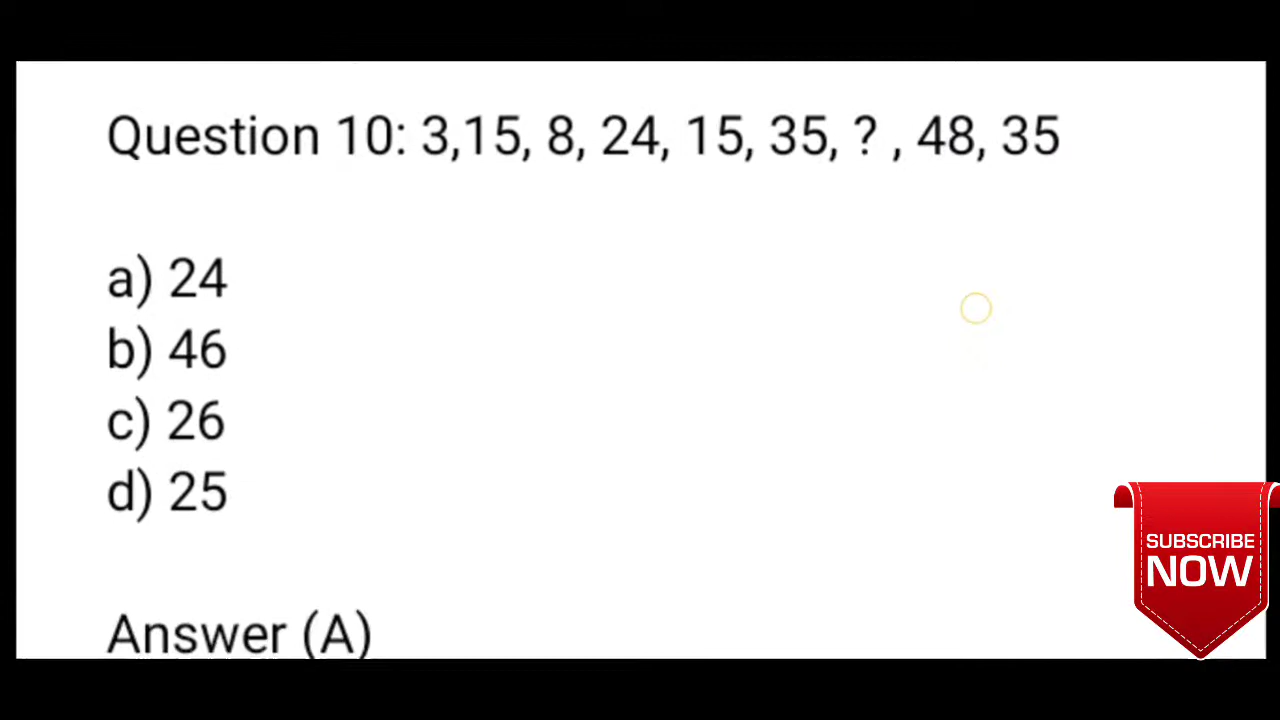 Question 10: 3,15, 8, 24, 15, 35, ? , 48, 35
a) 24
b) 46
c) 26
d) 25
Answer (A)
SUBSCRIBE
NOW